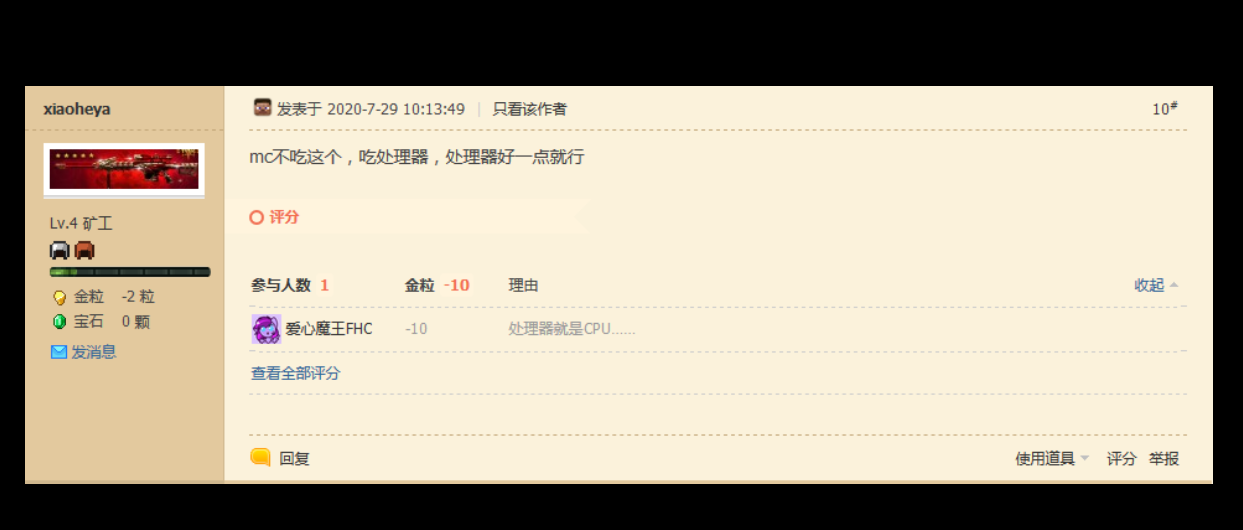 xiaoheya
发表于 2020-7-29 10:13:49 | 只看该作者
10#
mc不吃这个，吃处理器，处理器好一点就行
Lv.4 矿工
金粒 -2 粒
宝石 0 颗
发消息
评分
参与人数 1 金粒 -10 理由 收起
爱心魔王FHC -10 处理器就是CPU......
查看全部评分
回复 使用道具 评分 举报